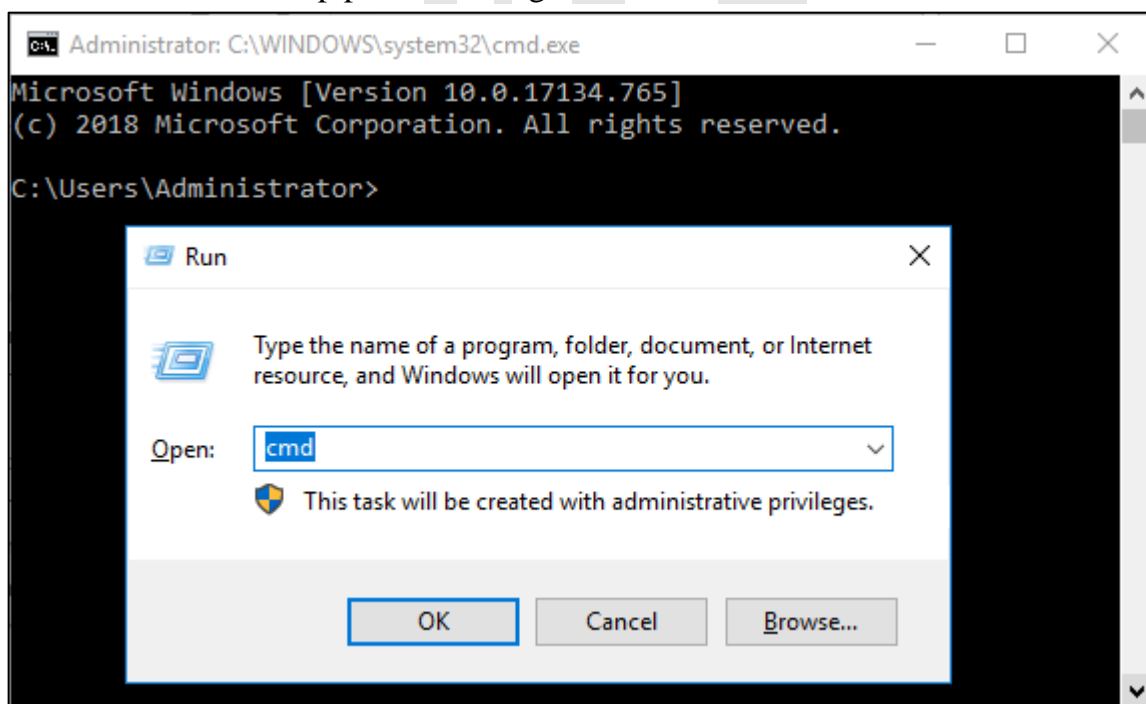 Administrator: C:\WINDOWS\system32\cmd.exe
Microsoft Windows [Version 10.0.17134.765]
(c) 2018 Microsoft Corporation. All rights reserved.
C:\Users\Administrator>
Run
Type the name of a program, folder, document, or Internet
resource, and Windows will open it for you.
Open: cmd
This task will be created with administrative privileges.
OK Cancel Browse...